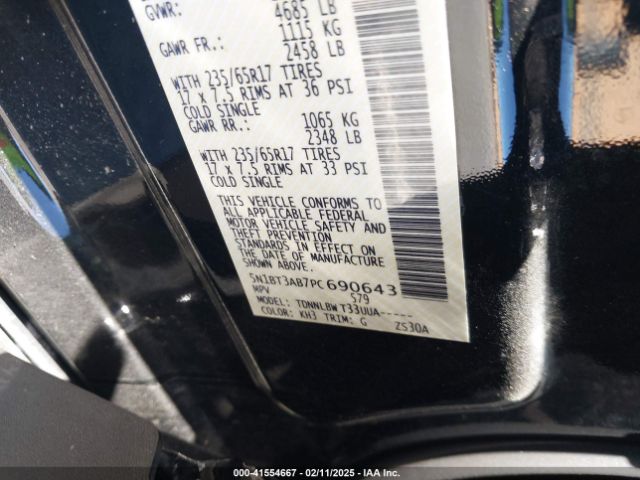 GVWR: 4685 LB
1115 KG
GAWR FR.: 2458 LB
WITH 235/65R17 TIRES
17 x 7.5 RIMS AT 36 PSI
COLD SINGLE
1065 KG
GAWR RR.: 2348 LB
WITH 235/65R17 TIRES
17 x 7.5 RIMS AT 33 PSI
COLD SINGLE
THIS VEHICLE CONFORMS TO
ALL APPLICABLE FEDERAL
MOTOR VEHICLE SAFETY AND
THEFT PREVENTION
STANDARDS IN EFFECT ON
THE DATE OF MANUFACTURE
SHOWN ABOVE.
5N1BT3AB7PC690643
MPV S79
MODEL: TDNNLBW T33UUA-----
COLOR: KH3 TRIM: G ZS30A
000-41554667 - 02/11/2025 - IAA Inc.